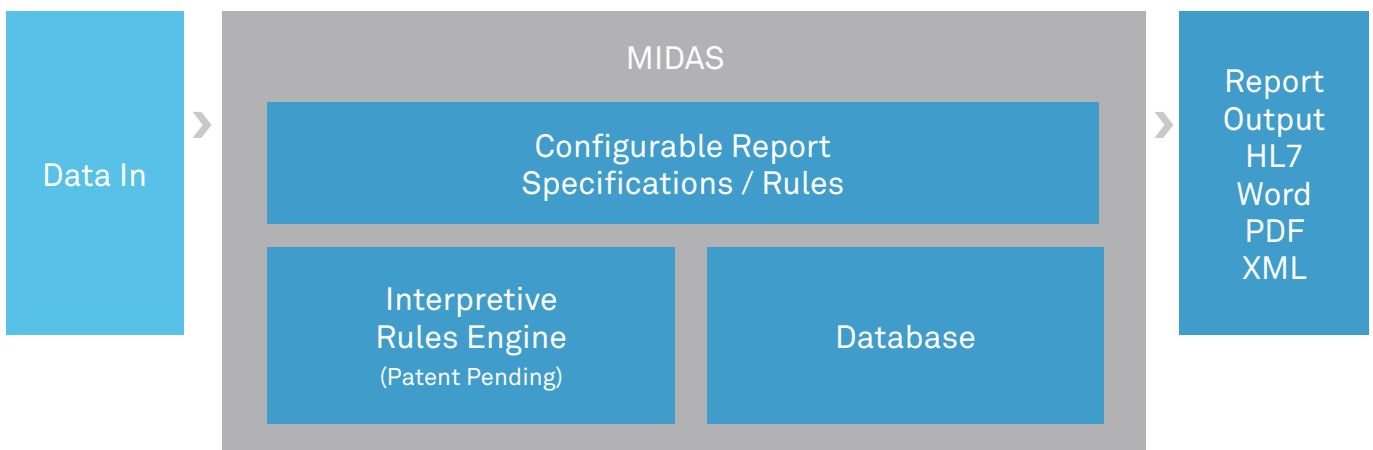 Data In
MIDAS
Configurable Report
Specifications / Rules
Interpretive
Rules Engine
(Patent Pending)
Database
Report
Output
HL7
Word
PDF
XML